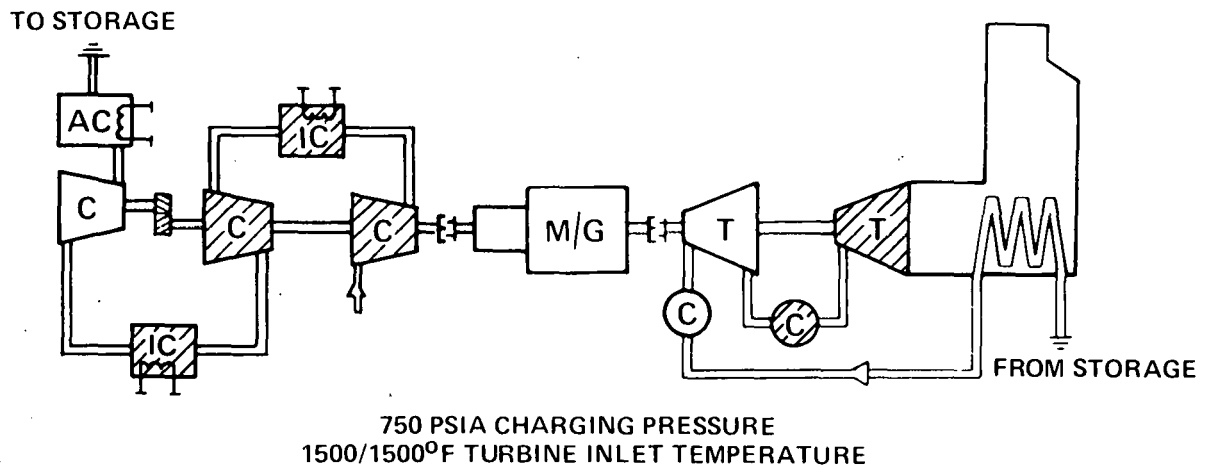 TO STORAGE
AC
IC
C
C
C
M/G
T
T
C
C
IC
FROM STORAGE
750 PSIA CHARGING PRESSURE
1500/1500°F TURBINE INLET TEMPERATURE